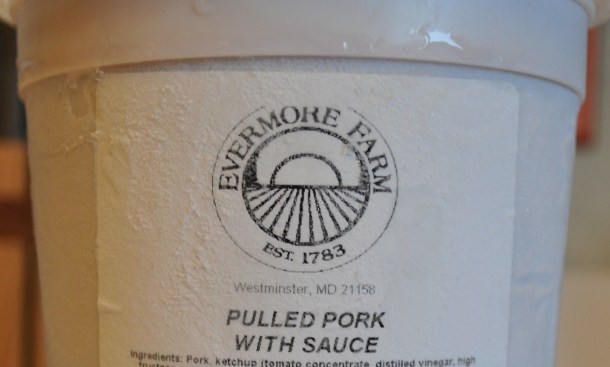 EVERMORE FARM
EST. 1783
Westminster, MD 21158
PULLED PORK
WITH SAUCE
Ingredients: Pork, ketchup (tomato concentrate, distilled vinegar, high